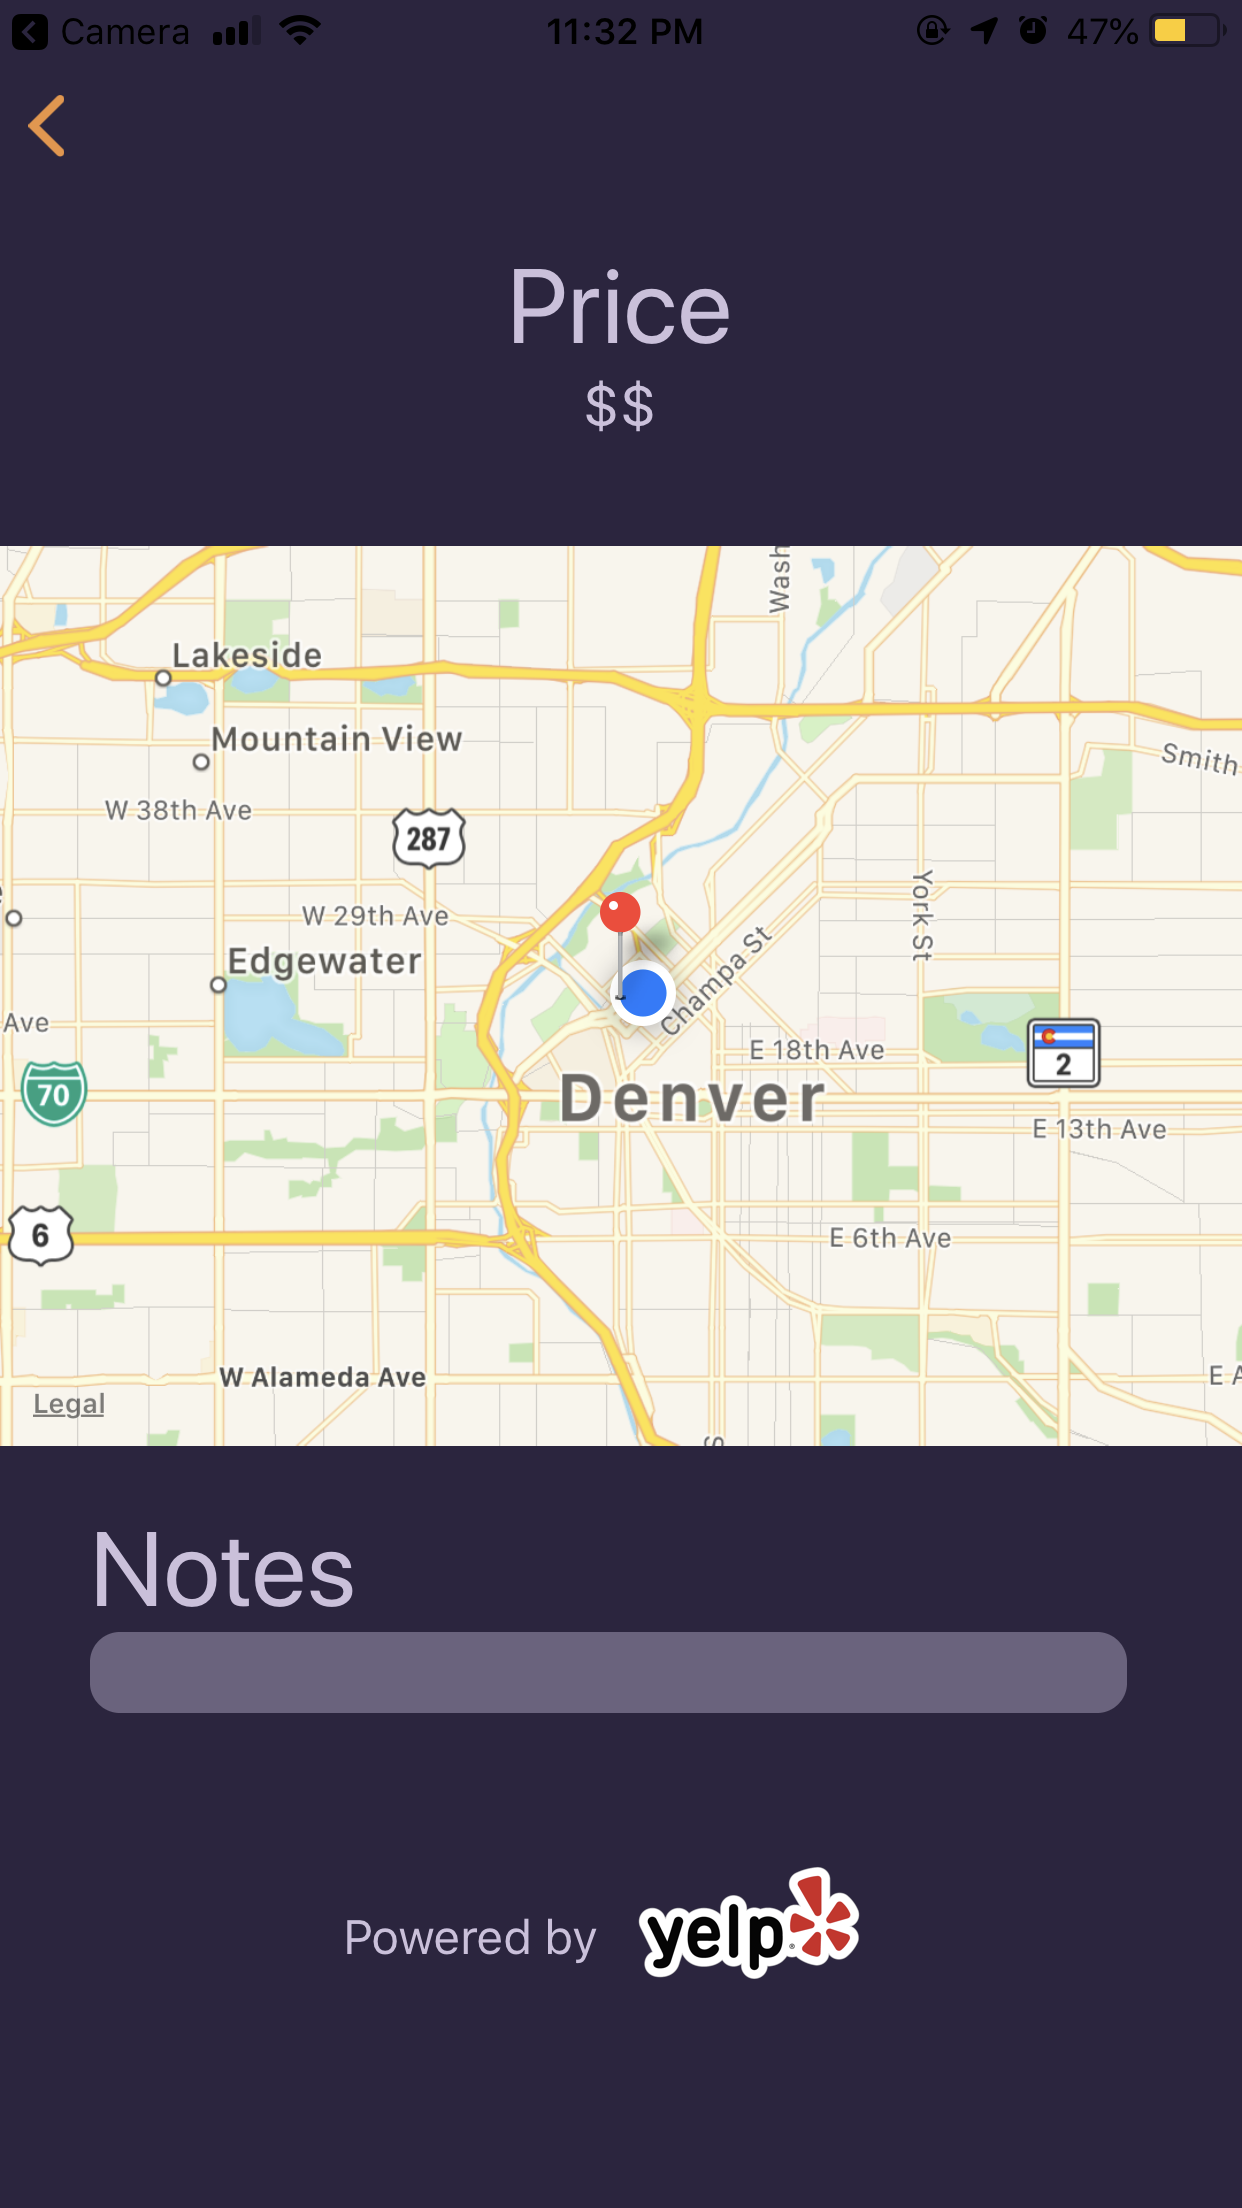 Camera 11:32 PM 47%
Price
$$
Wash
Lakeside
Mountain View
Smith
W 38th Ave
287
York St
W 29th Ave
Champa St
Edgewater
Ave
E 18th Ave
2
70
Denver
E 13th Ave
6
E 6th Ave
W Alameda Ave
E A
Legal
S
Notes
Powered by yelp